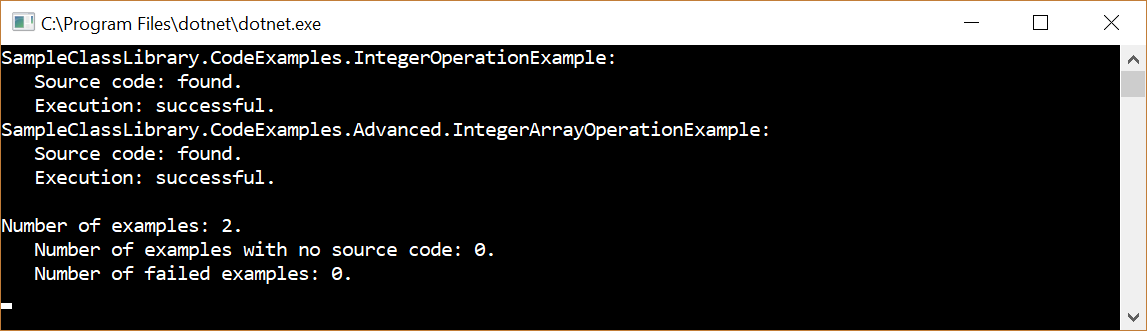 C:\Program Files\dotnet\dotnet.exe
SampleClassLibrary.CodeExamples.IntegerOperationExample:
   Source code: found.
   Execution: successful.
SampleClassLibrary.CodeExamples.Advanced.IntegerArrayOperationExample:
   Source code: found.
   Execution: successful.

Number of examples: 2.
   Number of examples with no source code: 0.
   Number of failed examples: 0.